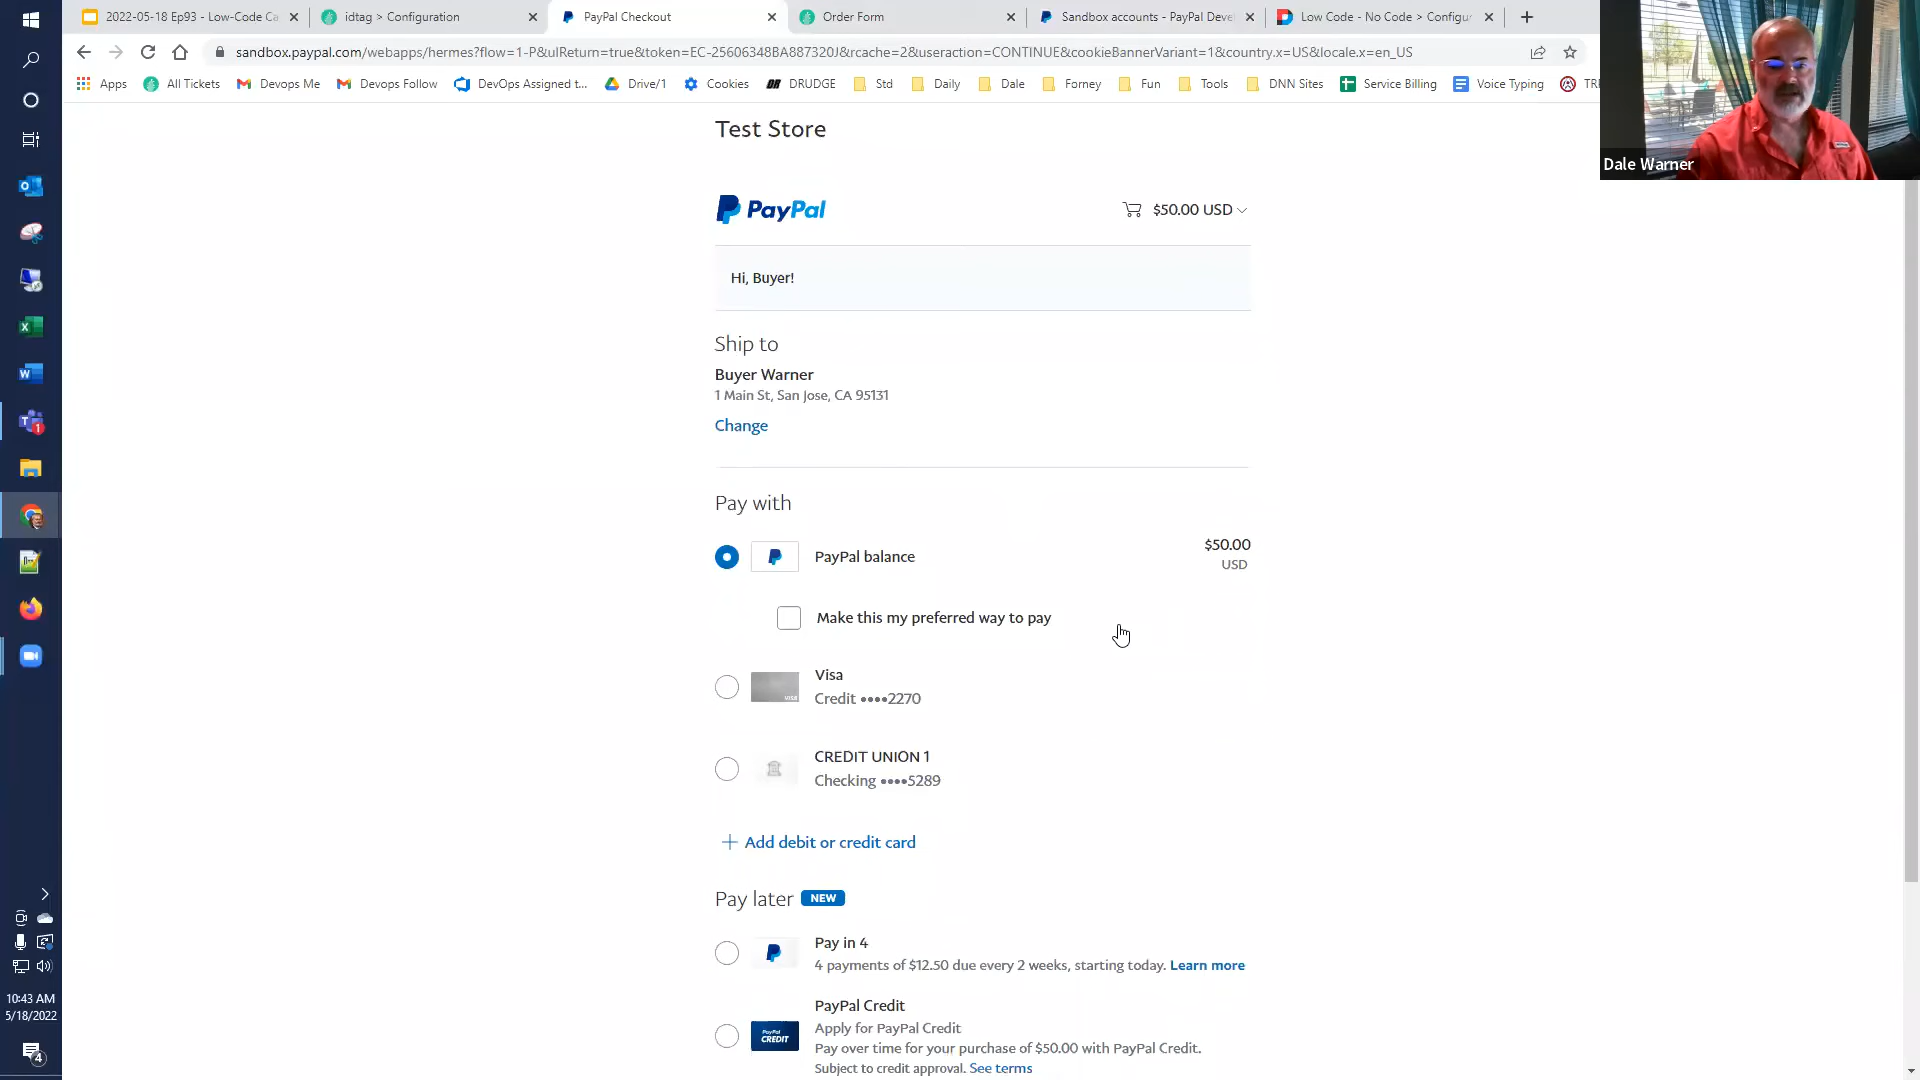 2022-05-18 Ep93 - Low-Code Ca
idtag > Configuration
PayPal Checkout
Order Form
Sandbox accounts - PayPal Deve
Low Code - No Code > Configu
sandbox.paypal.com/webapps/hermes?flow=1-P&ulReturn=true&token=EC-25606348BA887320J&rcache=2&useraction=CONTINUE&cookieBannerVariant=1&country.x=US&locale.x=en_US
Apps
All Tickets
Devops Me
Devops Follow
DevOps Assigned t...
Drive/1
Cookies
DR DRUDGE
Std
Daily
Dale
Forney
Fun
Tools
DNN Sites
Service Billing
Voice Typing
Dale Warner
Test Store
PayPal
$50.00 USD
Hi, Buyer!
Ship to
Buyer Warner
1 Main St, San Jose, CA 95131
Change
Pay with
PayPal balance
$50.00
USD
Make this my preferred way to pay
Visa
VISA
Credit ••••2270
CREDIT UNION 1
Checking ••••5289
Add debit or credit card
Pay later NEW
Pay in 4
4 payments of $12.50 due every 2 weeks, starting today. Learn more
PayPal Credit
PayPal
CREDIT
Apply for PayPal Credit
Pay over time for your purchase of $50.00 with PayPal Credit.
Subject to credit approval. See terms
1
10:43 AM
5/18/2022
4